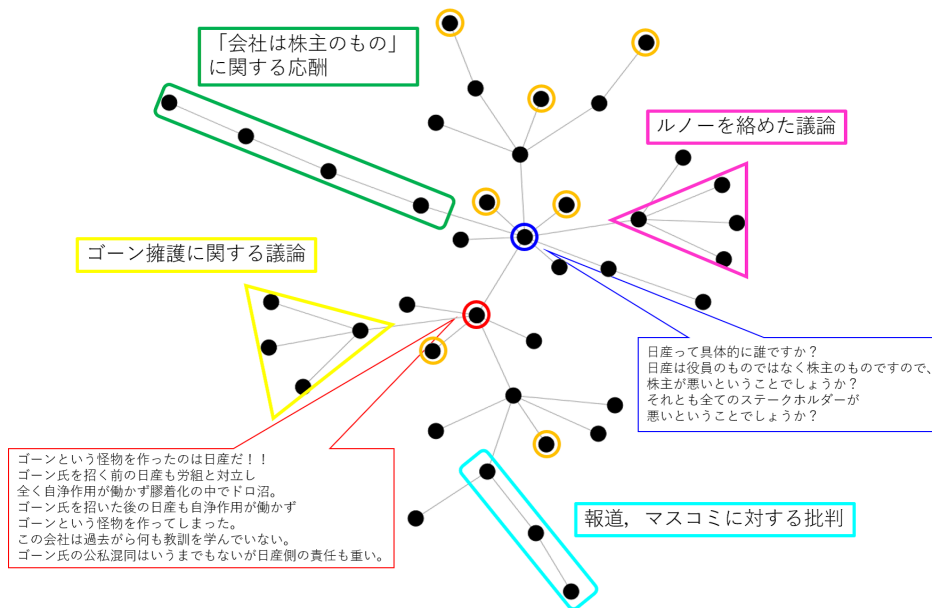 「会社は株主のもの」
に関する応酬
ルノーを絡めた議論
ゴーン擁護に関する議論
日産って具体的に誰ですか？
日産は役員のものではなく株主のものですので、
株主が悪いということでしょうか？
それとも全てのステークホルダーが
悪いということでしょうか？
ゴーンという怪物を作ったのは日産だ！！
ゴーン氏を招く前の日産も労組と対立し
全く自浄作用が働かず膠着化の中でドロ沼。
ゴーン氏を招いた後の日産も自浄作用が働かず
ゴーンという怪物を作ってしまった。
この会社は過去がら何も教訓を学んでいない。
ゴーン氏の公私混同はいうまでもないが日産側の責任も重い。
報道，マスコミに対する批判